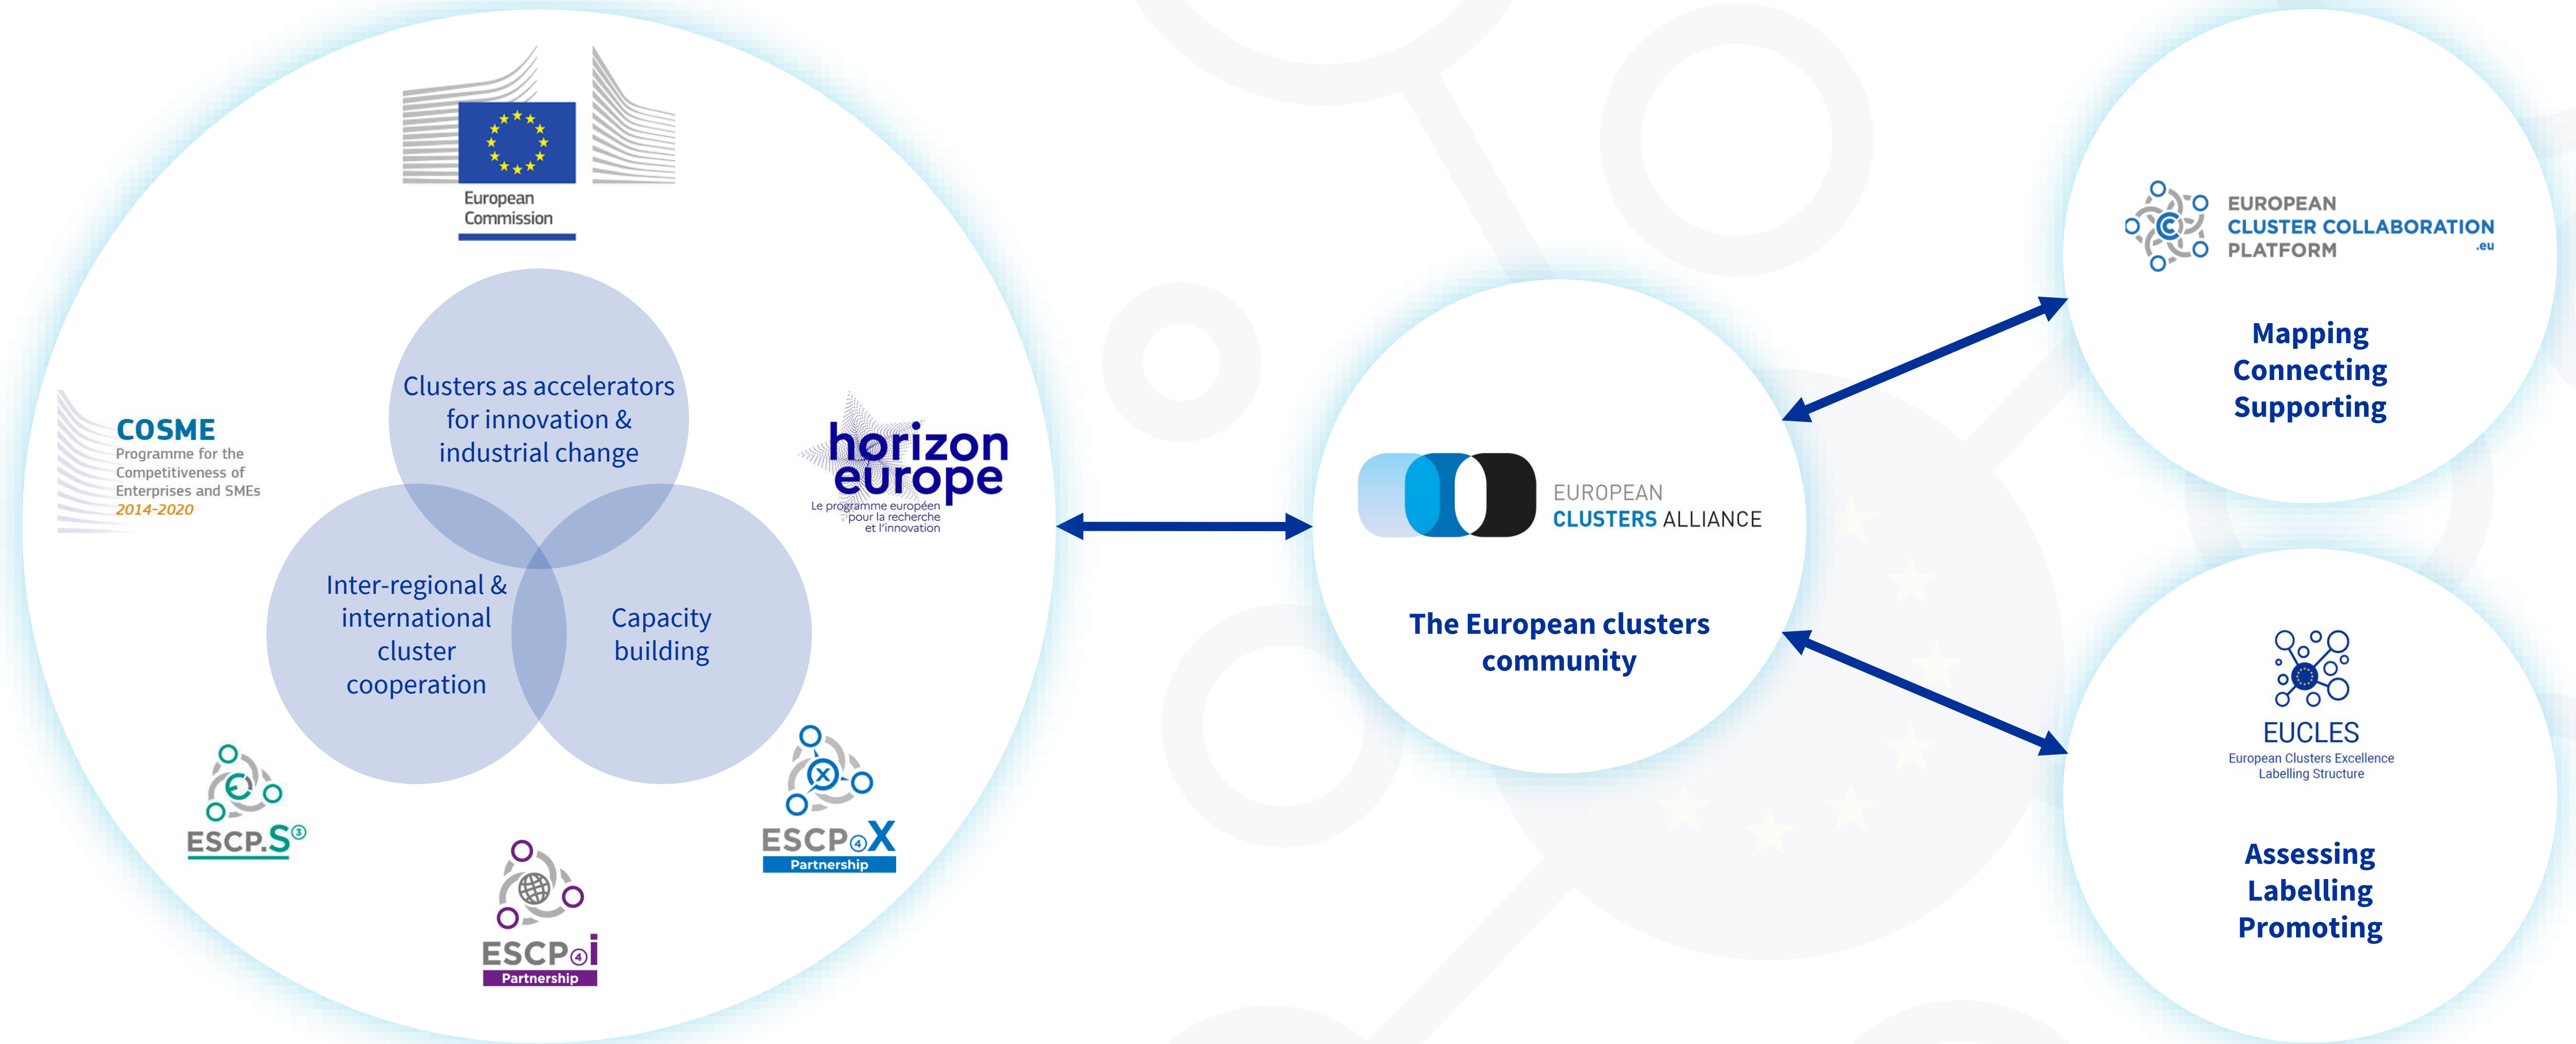 European
Commission
Clusters as accelerators
for innovation &
industrial change
COSME
Programme for the
Competitiveness of
Enterprises and SMEs
2014-2020
horizon
europe
Le programme européen
pour la recherche
et l'innovation
Inter-regional &
international
cluster
cooperation
Capacity
building
ESCP.S3
ESCP4i
Partnership
ESCP4X
Partnership
EUROPEAN
CLUSTERS ALLIANCE
The European clusters
community
C
EUROPEAN
CLUSTER COLLABORATION
PLATFORM
.eu
Mapping
Connecting
Supporting
EUCLES
European Clusters Excellence
Labelling Structure
Assessing
Labelling
Promoting